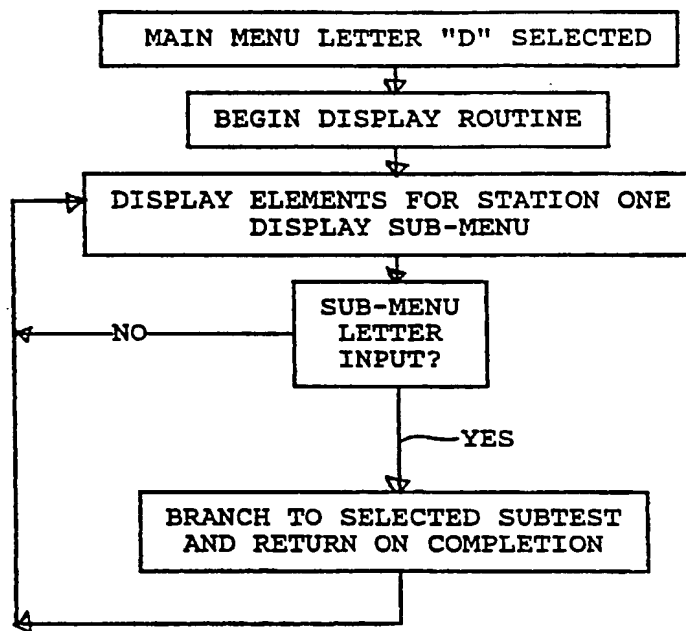 MAIN MENU LETTER "D" SELECTED
BEGIN DISPLAY ROUTINE
DISPLAY ELEMENTS FOR STATION ONE
DISPLAY SUB-MENU
SUB-MENU
LETTER
INPUT?
NO
YES
BRANCH TO SELECTED SUBTEST
AND RETURN ON COMPLETION